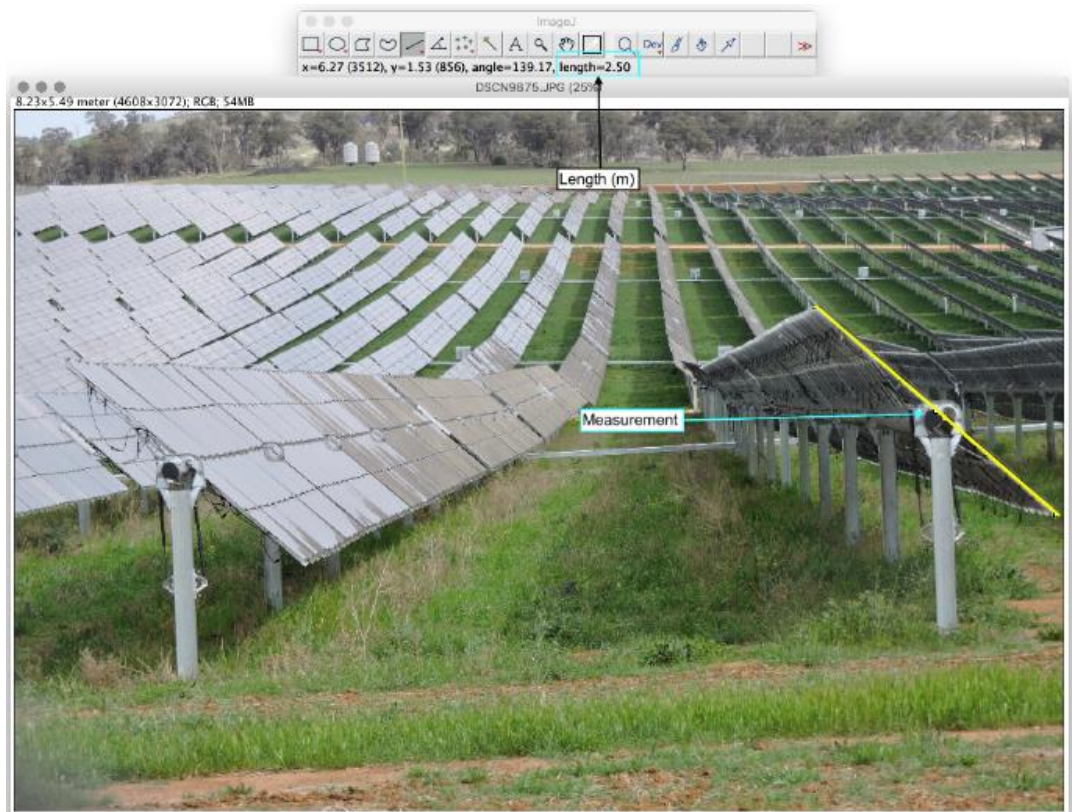 ImageJ
A
Dev
x=6.27 (3512), y=1.53 (856), angle=139.17, length=2.50
DSCN9875.JPG (25%)
8.23x5.49 meter (4608x3072); RGB; 54MB
Length (m)
Measurement